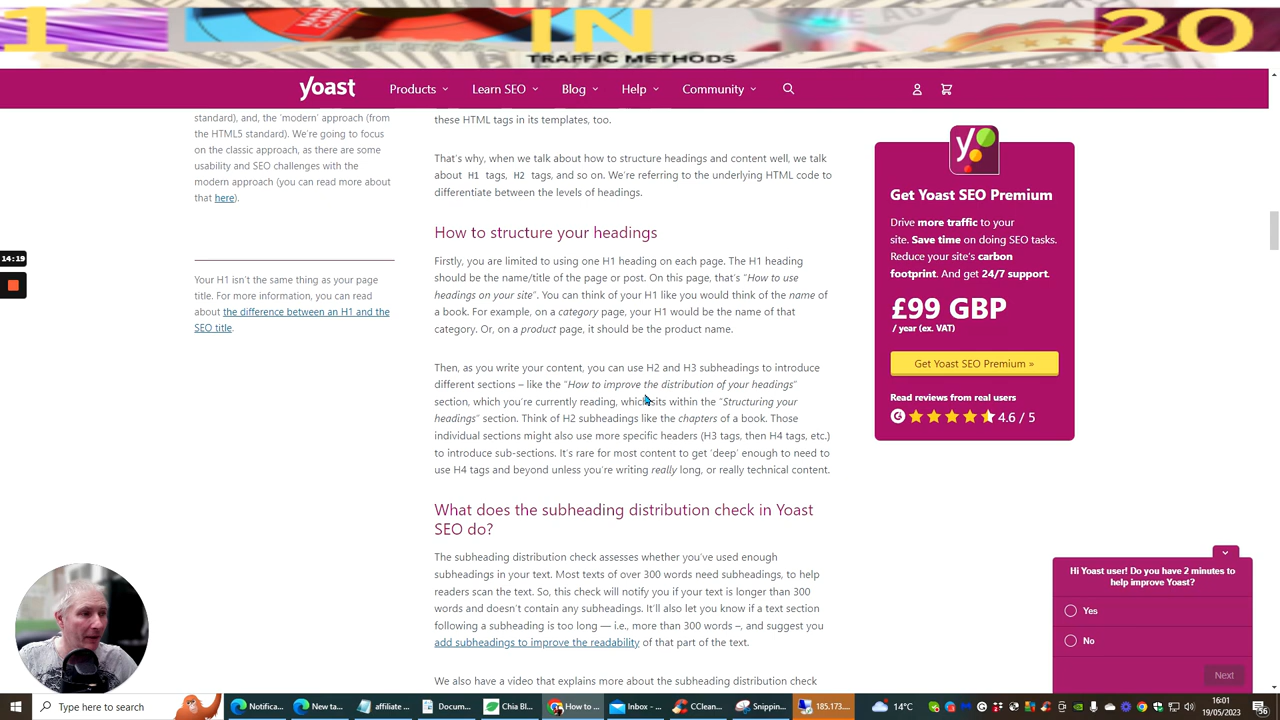 1 IN 20
TRAFFIC METHODS
yoast
Products
Learn SEO
Blog
Help
Community
14:19
standard), and, the 'modern' approach (from
the HTML5 standard). We're going to focus
on the classic approach, as there are some
usability and SEO challenges with the
modern approach (you can read more about
that here).
Your H1 isn't the same thing as your page
title. For more information, you can read
about the difference between an H1 and the
SEO title.
these HTML tags in its templates, too.
That's why, when we talk about how to structure headings and content well, we talk
about H1 tags, H2 tags, and so on. We're referring to the underlying HTML code to
differentiate between the levels of headings.
How to structure your headings
Firstly, you are limited to using one H1 heading on each page. The H1 heading
should be the name/title of the page or post. On this page, that's "How to use
headings on your site". You can think of your H1 like you would think of the name of
a book. For example, on a category page, your H1 would be the name of that
category. Or, on a product page, it should be the product name.
Then, as you write your content, you can use H2 and H3 subheadings to introduce
different sections – like the "How to improve the distribution of your headings"
section, which you're currently reading, which sits within the "Structuring your
headings" section. Think of H2 subheadings like the chapters of a book. Those
individual sections might also use more specific headers (H3 tags, then H4 tags, etc.)
to introduce sub-sections. It's rare for most content to get 'deep' enough to need to
use H4 tags and beyond unless you're writing really long, or really technical content.
What does the subheading distribution check in Yoast
SEO do?
The subheading distribution check assesses whether you've used enough
subheadings in your text. Most texts of over 300 words need subheadings, to help
readers scan the text. So, this check will notify you if your text is longer than 300
words and doesn't contain any subheadings. It'll also let you know if a text section
following a subheading is too long — i.e., more than 300 words –, and suggest you
add subheadings to improve the readability of that part of the text.
We also have a video that explains more about the subheading distribution check
Get Yoast SEO Premium
Drive more traffic to your
site. Save time on doing SEO tasks.
Reduce your site's carbon
footprint. And get 24/7 support.
£99 GBP
/ year (ex. VAT)
Get Yoast SEO Premium »
Read reviews from real users
4.6 / 5
Hi Yoast user! Do you have 2 minutes to
help improve Yoast?
Yes
No
Next
Type here to search
Notifica...
New ta...
affiliate ...
Docum...
Chia Bl...
How to ...
Inbox - ...
CClean...
Snippin...
185.173....
14°C
16:01
19/05/2023